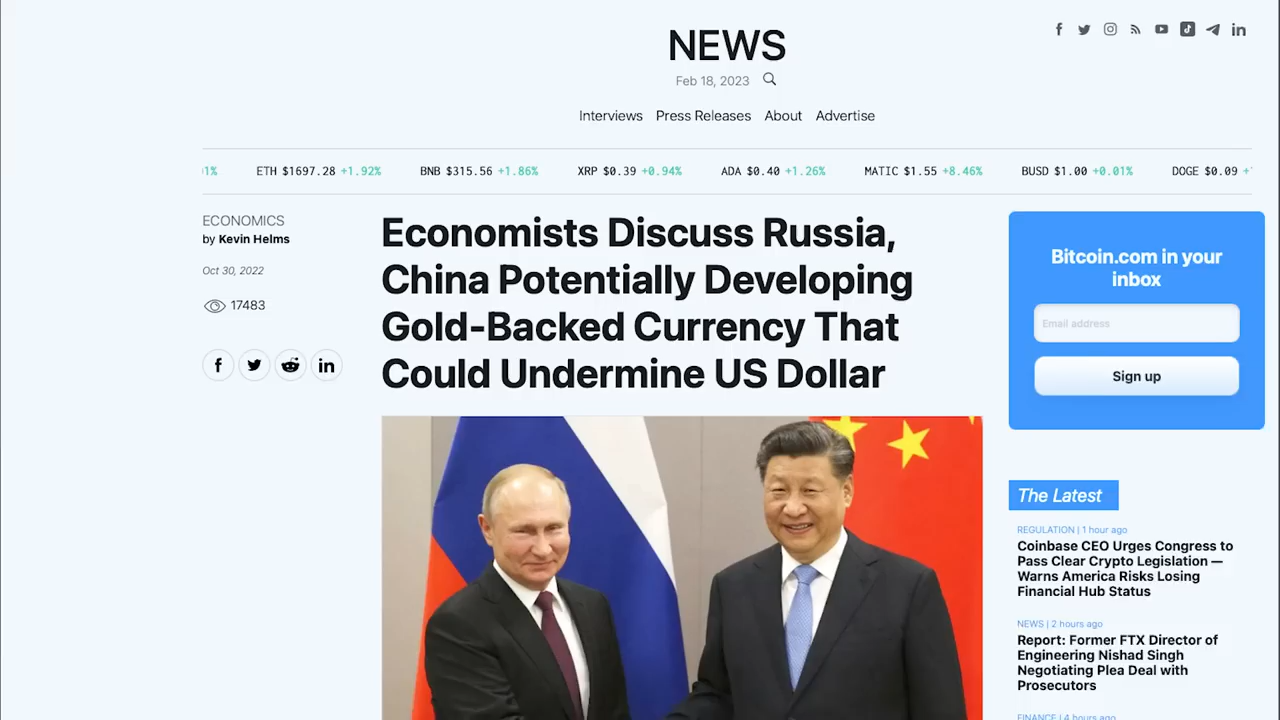 NEWS
Feb 18, 2023
Interviews Press Releases About Advertise
1% ETH $1697.28 +1.92% BNB $315.56 +1.86% XRP $0.39 +0.94% ADA $0.40 +1.26% MATIC $1.55 +8.46% BUSD $1.00 +0.01% DOGE $0.09
ECONOMICS
by Kevin Helms
Oct 30, 2022
17483
Economists Discuss Russia,
China Potentially Developing
Gold-Backed Currency That
Could Undermine US Dollar
Bitcoin.com in your
inbox
Email address
Sign up
The Latest
REGULATION | 1 hour ago
Coinbase CEO Urges Congress to
Pass Clear Crypto Legislation —
Warns America Risks Losing
Financial Hub Status
NEWS | 2 hours ago
Report: Former FTX Director of
Engineering Nishad Singh
Negotiating Plea Deal with
Prosecutors
FINANCE | 4 hours ago